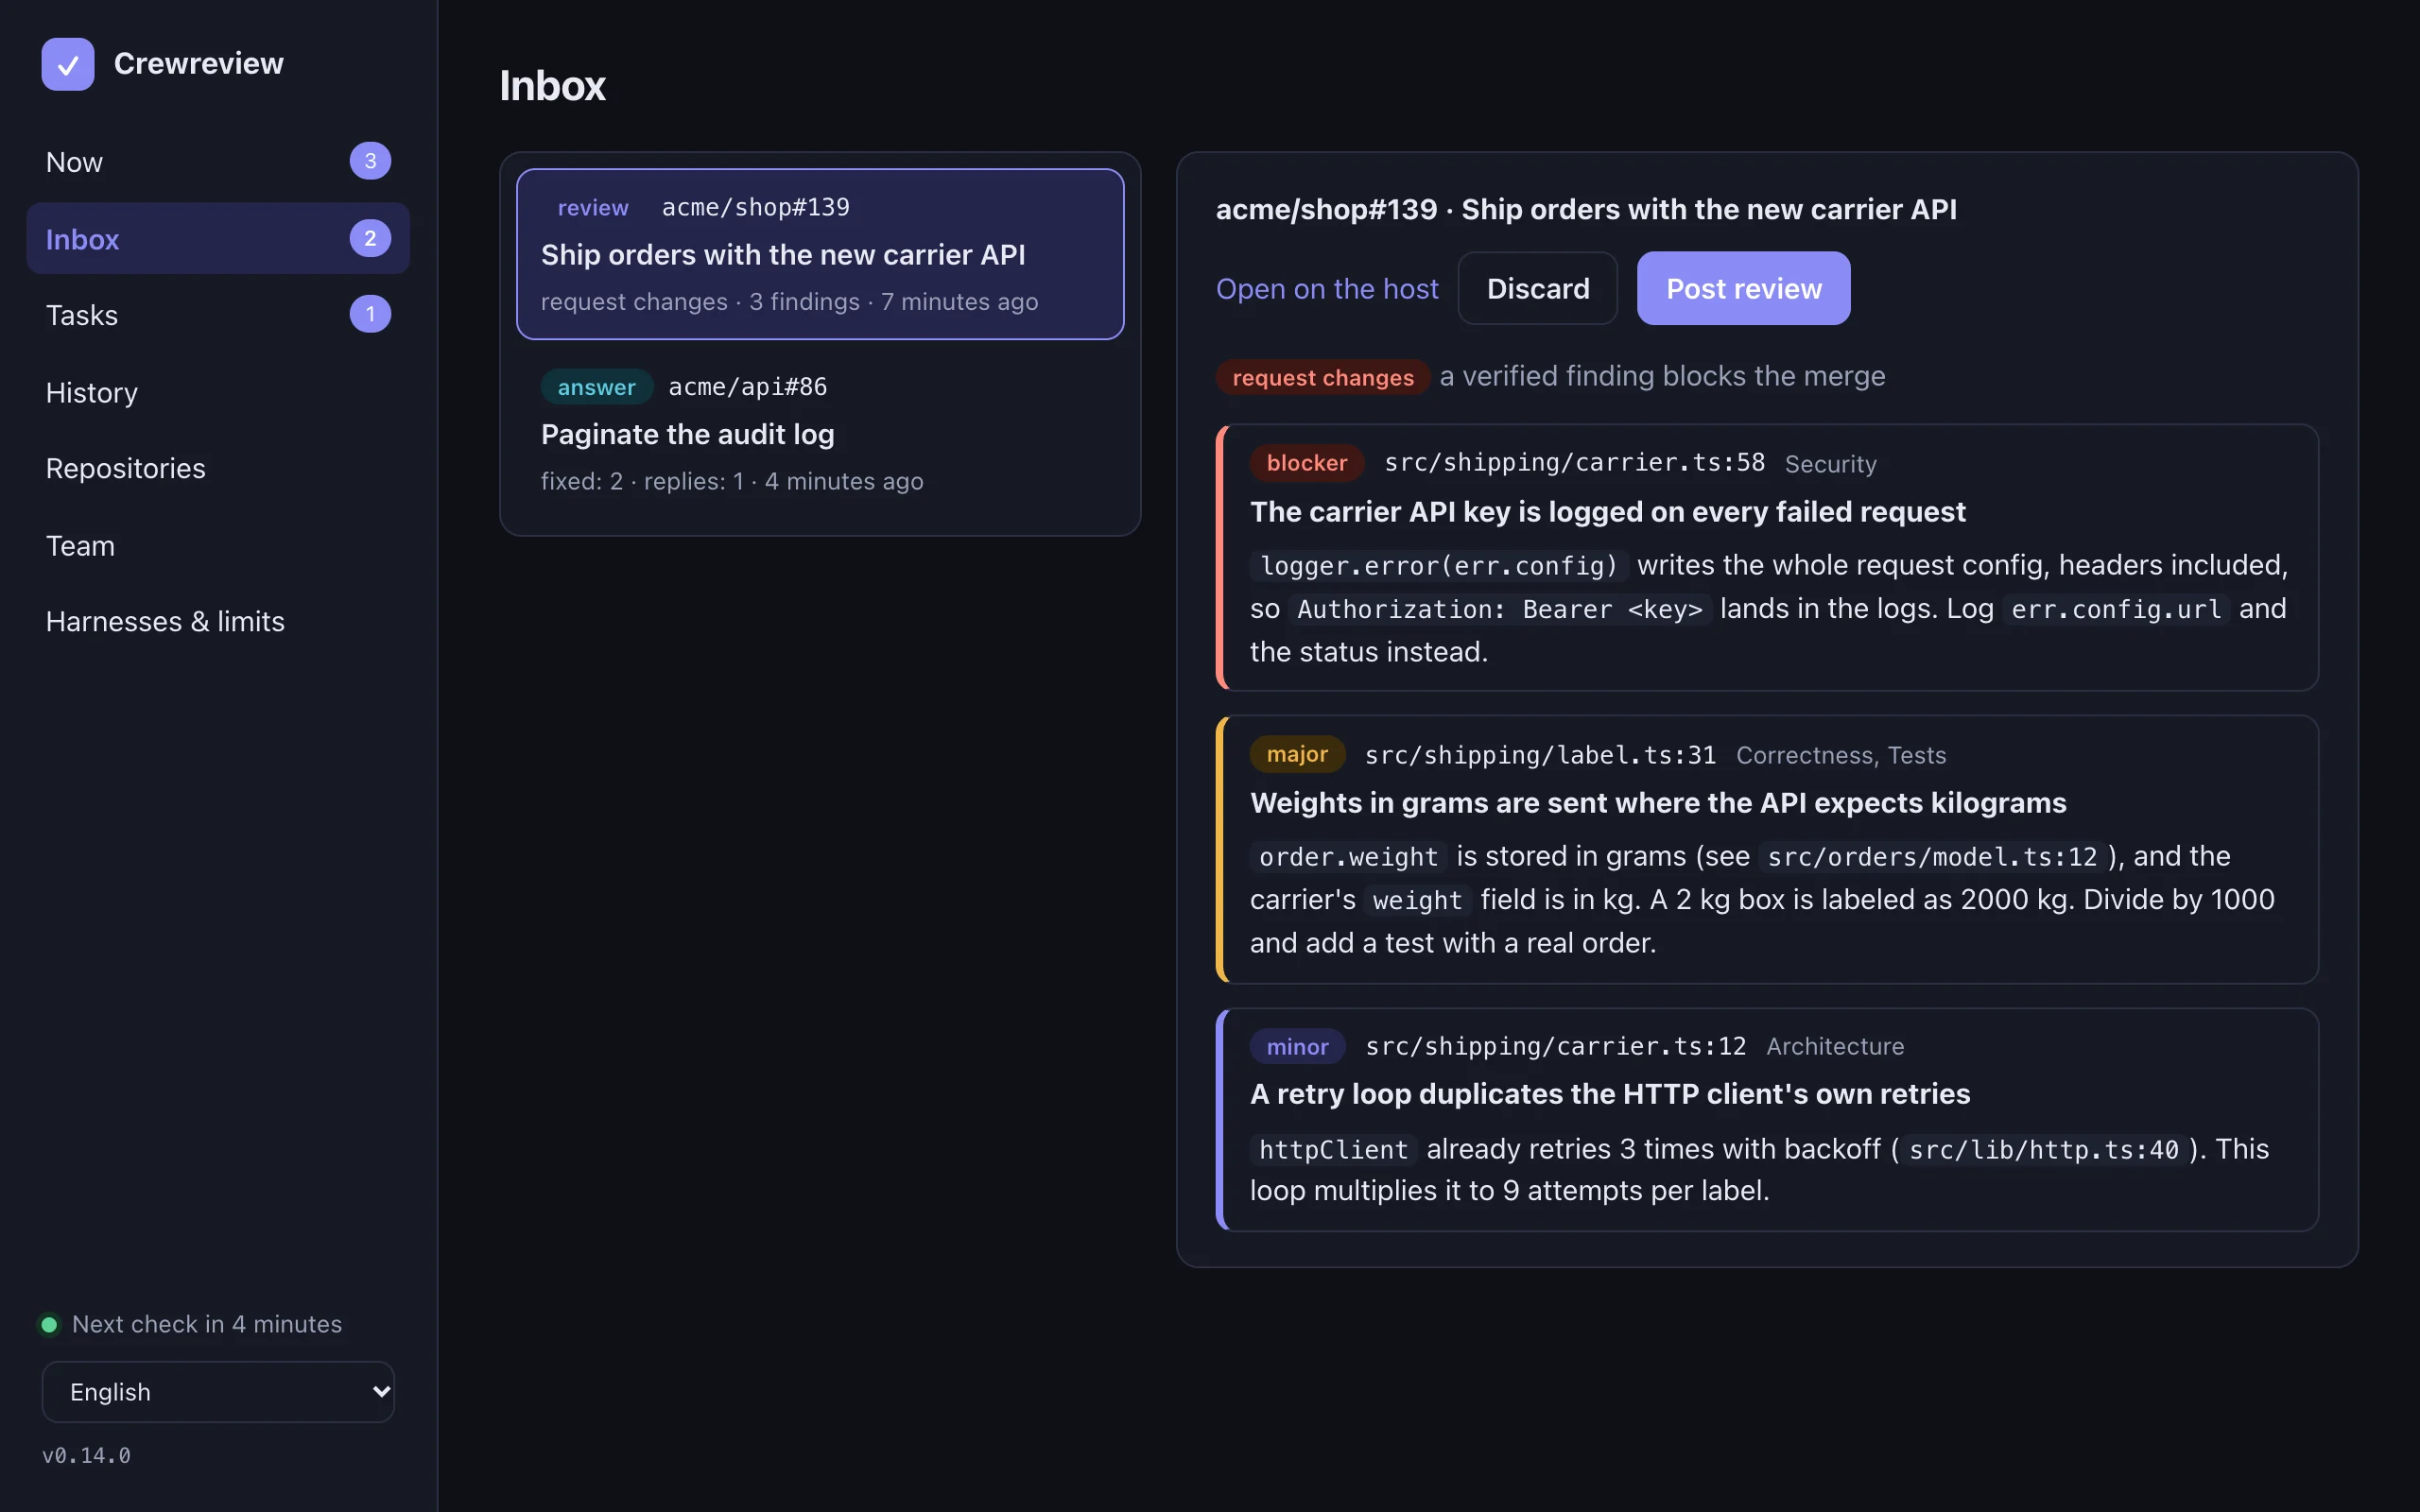 Crewreview
Now 3
Inbox 2
Tasks 1
History
Repositories
Team
Harnesses & limits
Next check in 4 minutes
English
v0.14.0
Inbox
review acme/shop#139
Ship orders with the new carrier API
request changes · 3 findings · 7 minutes ago
answer acme/api#86
Paginate the audit log
fixed: 2 · replies: 1 · 4 minutes ago
acme/shop#139 · Ship orders with the new carrier API
Open on the host Discard Post review
request changes a verified finding blocks the merge
blocker src/shipping/carrier.ts:58 Security
The carrier API key is logged on every failed request
logger.error(err.config) writes the whole request config, headers included,
so Authorization: Bearer <key> lands in the logs. Log err.config.url and
the status instead.
major src/shipping/label.ts:31 Correctness, Tests
Weights in grams are sent where the API expects kilograms
order.weight is stored in grams (see src/orders/model.ts:12), and the
carrier's weight field is in kg. A 2 kg box is labeled as 2000 kg. Divide by 1000
and add a test with a real order.
minor src/shipping/carrier.ts:12 Architecture
A retry loop duplicates the HTTP client's own retries
httpClient already retries 3 times with backoff (src/lib/http.ts:40). This
loop multiplies it to 9 attempts per label.